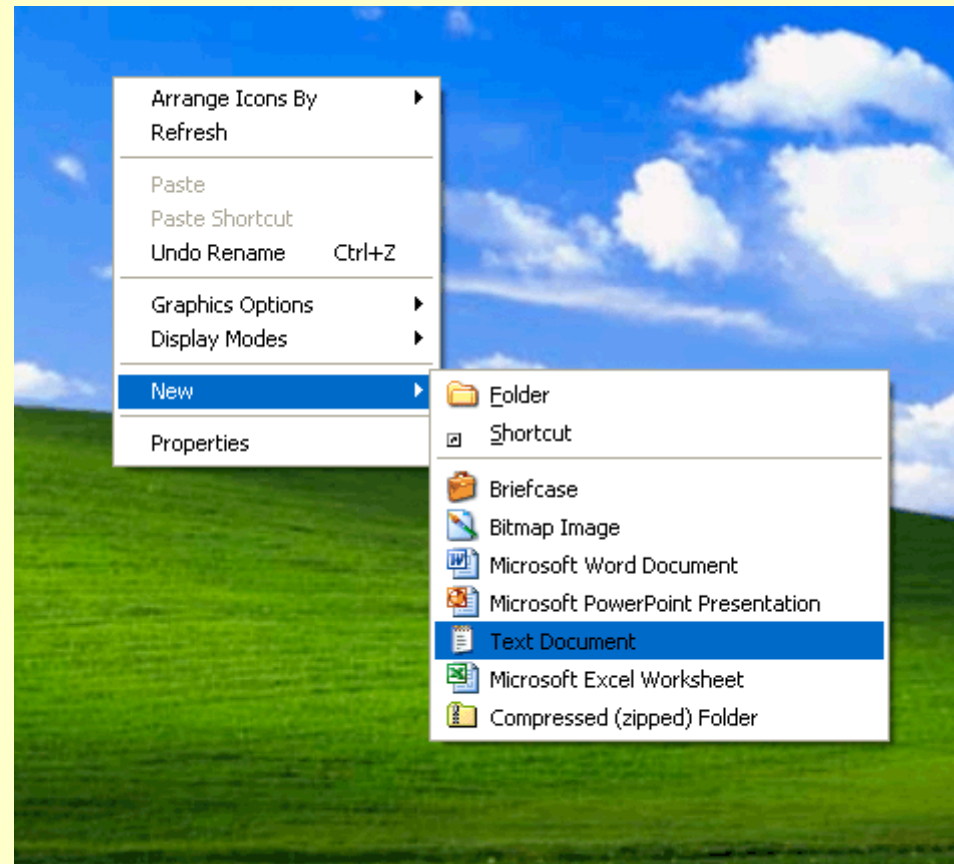 Arrange Icons By
Refresh
Paste
Paste Shortcut
Undo Rename Ctrl+Z
Graphics Options
Display Modes
New
Properties
Folder
Shortcut
Briefcase
Bitmap Image
Microsoft Word Document
Microsoft PowerPoint Presentation
Text Document
Microsoft Excel Worksheet
Compressed (zipped) Folder